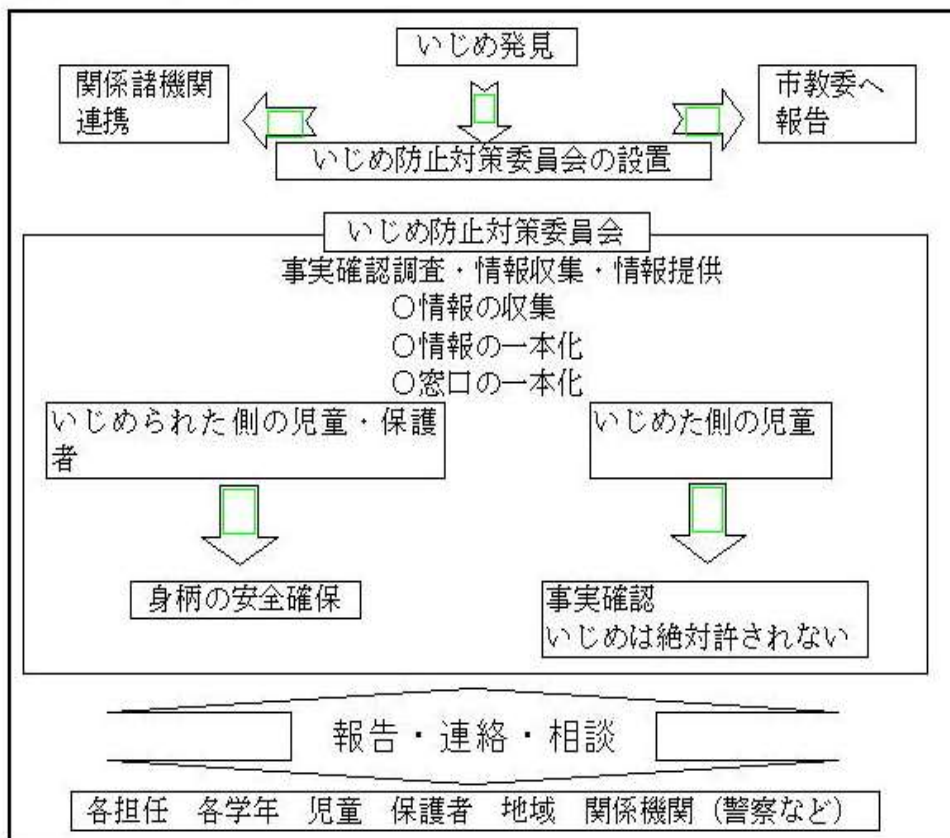 いじめ発見
関係諸機関
連携
市教委へ
報告
いじめ防止対策委員会の設置
いじめ防止対策委員会
事実確認調査・情報収集・情報提供
○情報の収集
○情報の一本化
○窓口の一本化
いじめられた側の児童・保護
者
いじめた側の児童
身柄の安全確保
事実確認
いじめは絶対許されない
報告・連絡・相談
各担任 各学年 児童 保護者 地域 関係機関（警察など）